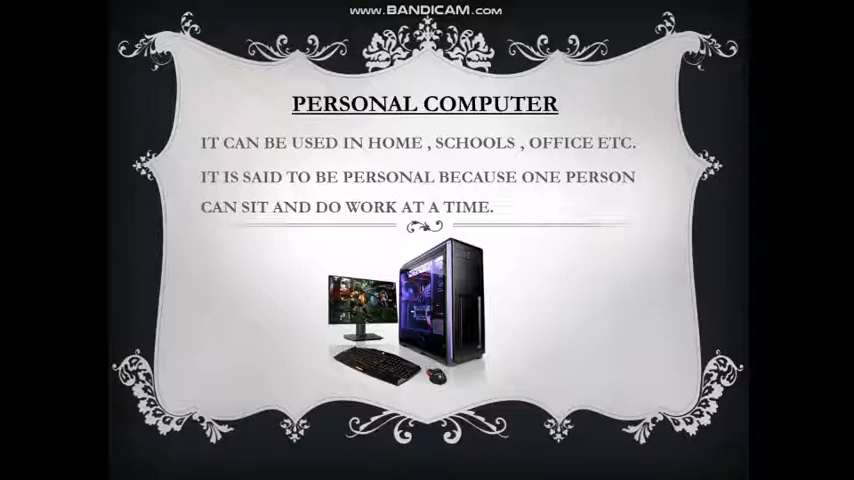 WWW.BANDICAM.COM
PERSONAL COMPUTER
IT CAN BE USED IN HOME , SCHOOLS , OFFICE ETC.
IT IS SAID TO BE PERSONAL BECAUSE ONE PERSON
CAN SIT AND DO WORK AT A TIME.